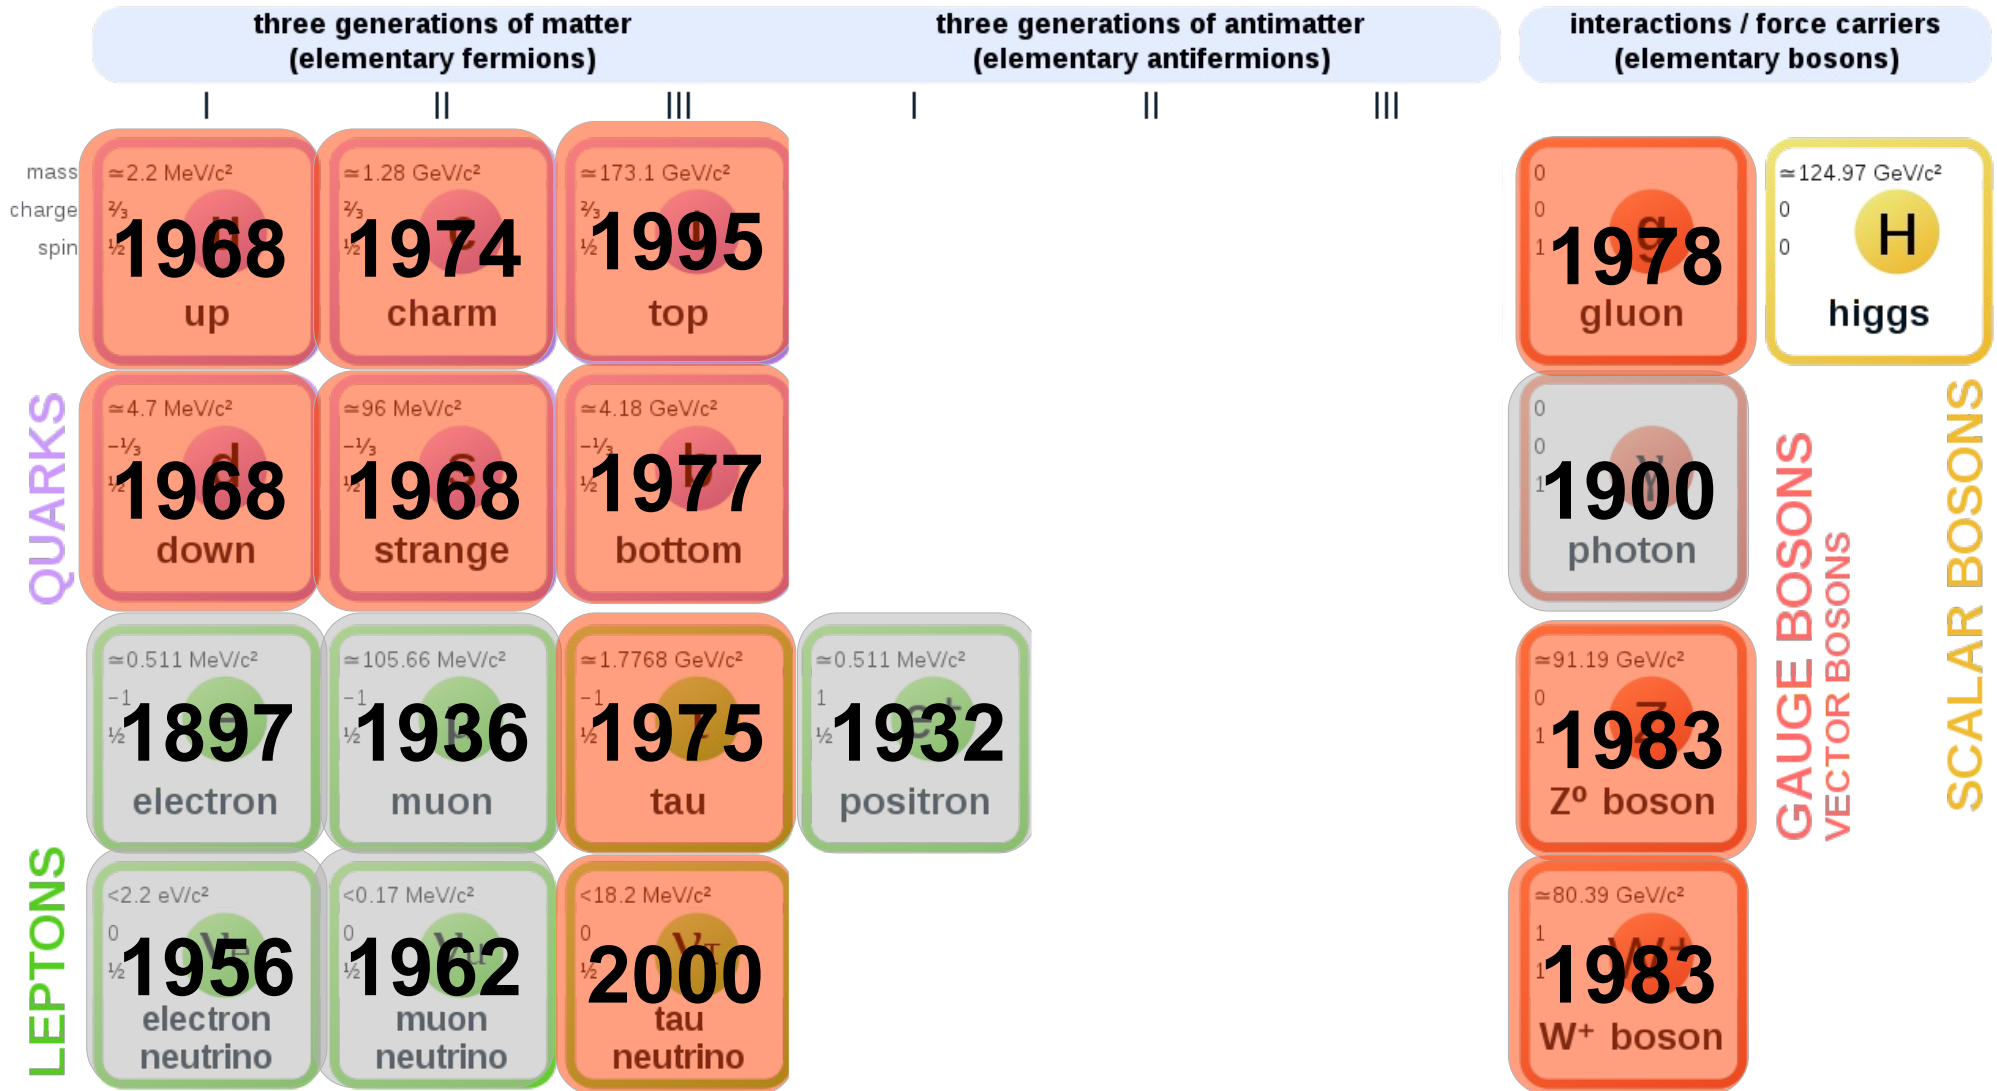 three generations of matter
(elementary fermions)
three generations of antimatter
(elementary antifermions)
interactions / force carriers
(elementary bosons)
I II III I II III
mass
charge
spin
≃2.2 MeV/c²
⅔
½
1968
up
≃1.28 GeV/c²
⅔
½
1974
charm
≃173.1 GeV/c²
⅔
½
1995
top
0
0
1
g
1978
gluon
≃124.97 GeV/c²
0
0
H
higgs
QUARKS
≃4.7 MeV/c²
−⅓
½
d
1968
down
≃96 MeV/c²
−⅓
½
s
1968
strange
≃4.18 GeV/c²
−⅓
½
b
1977
bottom
0
0
1
γ
1900
photon
GAUGE BOSONS
VECTOR BOSONS
SCALAR BOSONS
LEPTONS
≃0.511 MeV/c²
−1
½
1897
electron
≃105.66 MeV/c²
−1
½
1936
muon
≃1.7768 GeV/c²
−1
½
1975
tau
≃0.511 MeV/c²
1
½
e⁺
1932
positron
≃91.19 GeV/c²
0
1
Z
1983
Z⁰ boson
<2.2 eV/c²
0
½
νe
1956
electron
neutrino
<0.17 MeV/c²
0
½
νμ
1962
muon
neutrino
<18.2 MeV/c²
0
½
ντ
2000
tau
neutrino
≃80.39 GeV/c²
1
1
W⁺
1983
W⁺ boson